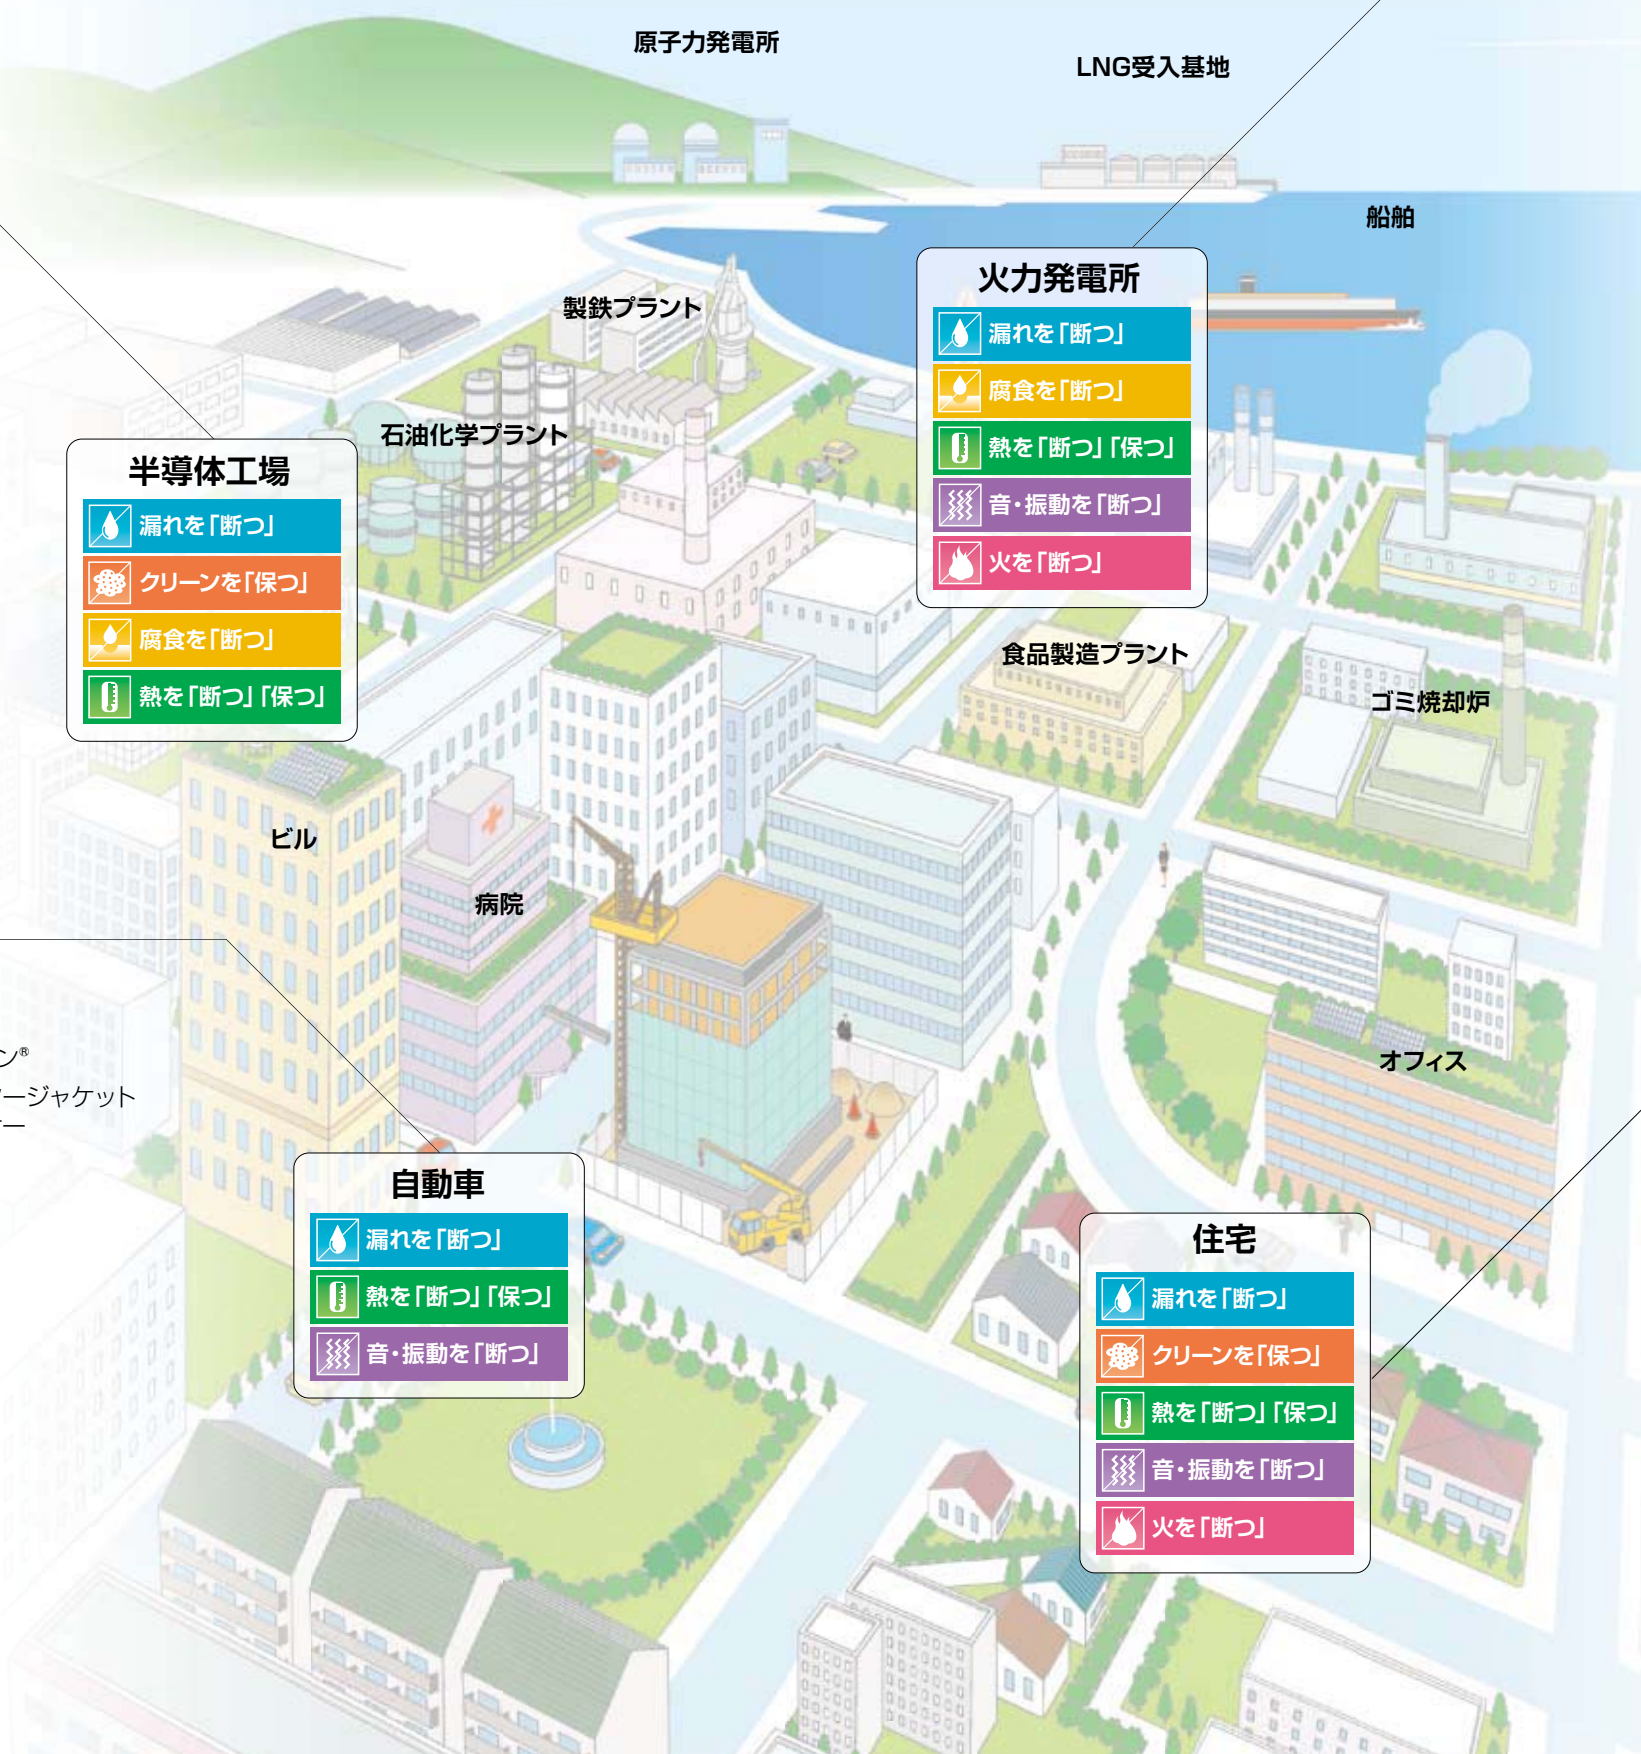 原子力発電所
LNG受入基地
船舶
火力発電所
漏れを「断つ」
腐食を「断つ」
熱を「断つ」「保つ」
音・振動を「断つ」
火を「断つ」
製鉄プラント
石油化学プラント
半導体工場
漏れを「断つ」
クリーンを「保つ」
腐食を「断つ」
熱を「断つ」「保つ」
食品製造プラント
ゴミ焼却炉
ビル
病院
オフィス
ン®
ージャケット
ー
自動車
漏れを「断つ」
熱を「断つ」「保つ」
音・振動を「断つ」
住宅
漏れを「断つ」
クリーンを「保つ」
熱を「断つ」「保つ」
音・振動を「断つ」
火を「断つ」